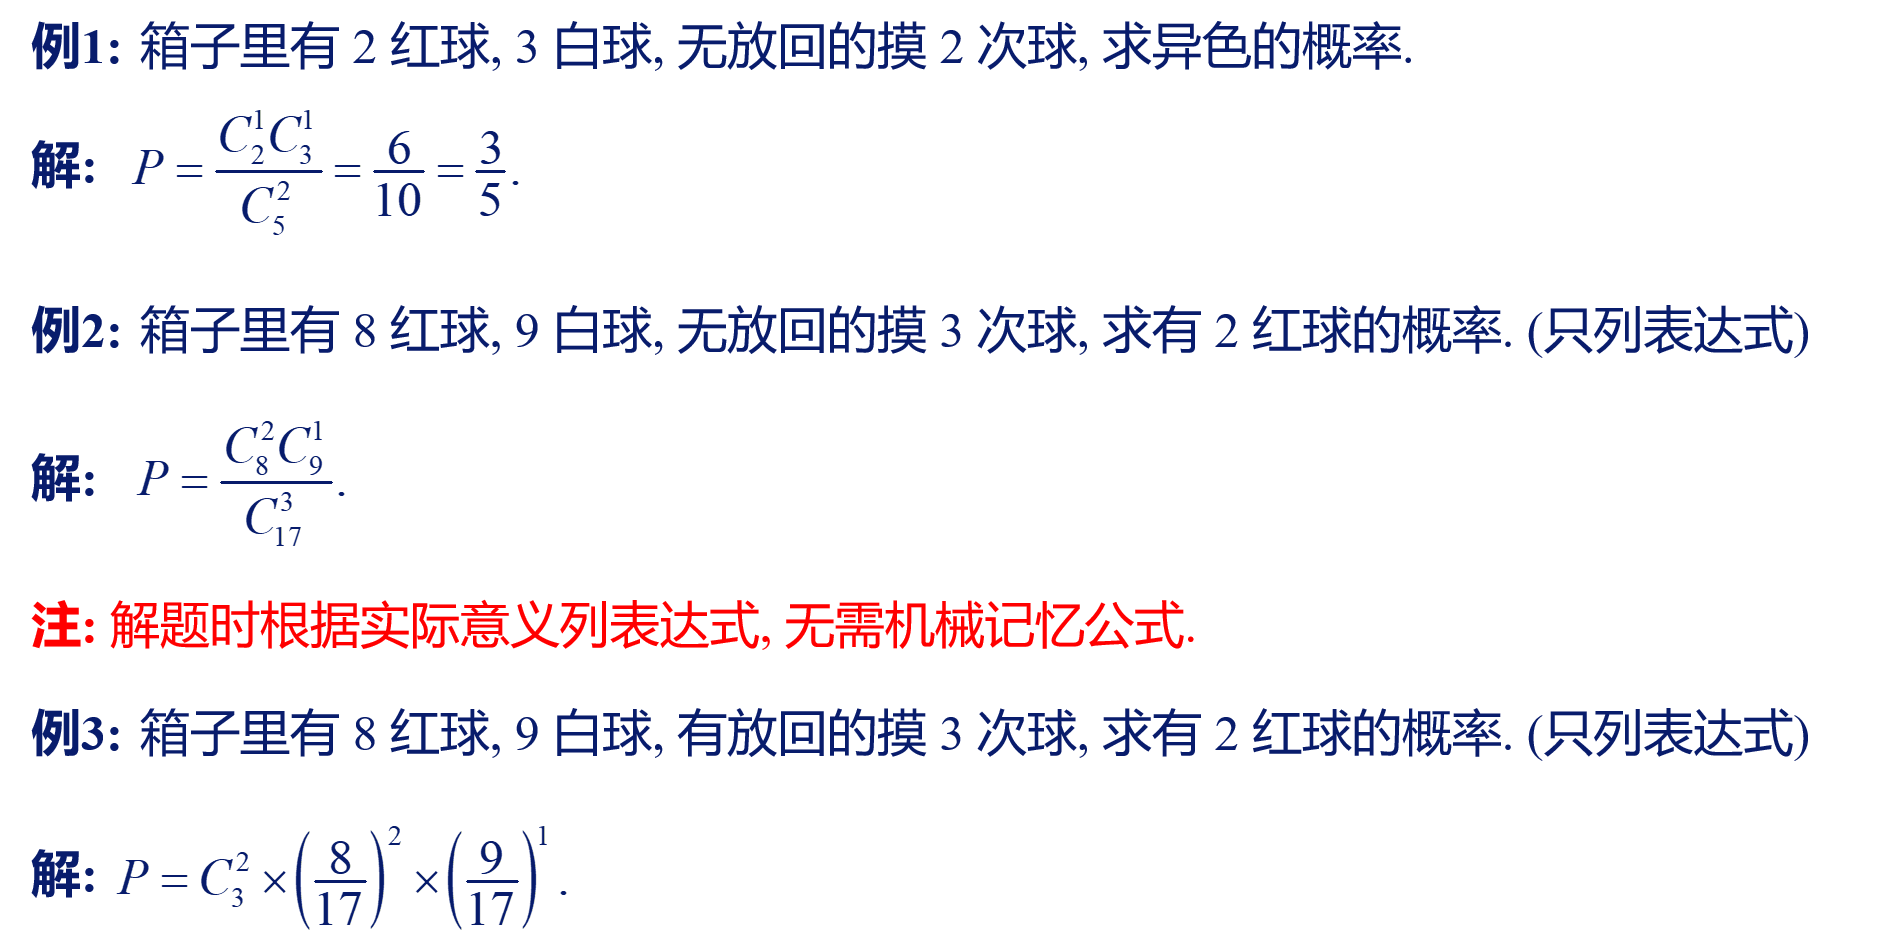 例1: 箱子里有 2 红球, 3 白球, 无放回的摸 2 次球, 求异色的概率.
解: $P = \frac{C_2^1 C_3^1}{C_5^2} = \frac{6}{10} = \frac{3}{5}.$
例2: 箱子里有 8 红球, 9 白球, 无放回的摸 3 次球, 求有 2 红球的概率. (只列表达式)
解: $P = \frac{C_8^2 C_9^1}{C_{17}^3}.$
注: 解题时根据实际意义列表达式, 无需机械记忆公式.
例3: 箱子里有 8 红球, 9 白球, 有放回的摸 3 次球, 求有 2 红球的概率. (只列表达式)
解: $P = C_3^2 \times \left(\frac{8}{17}\right)^2 \times \left(\frac{9}{17}\right)^1.$